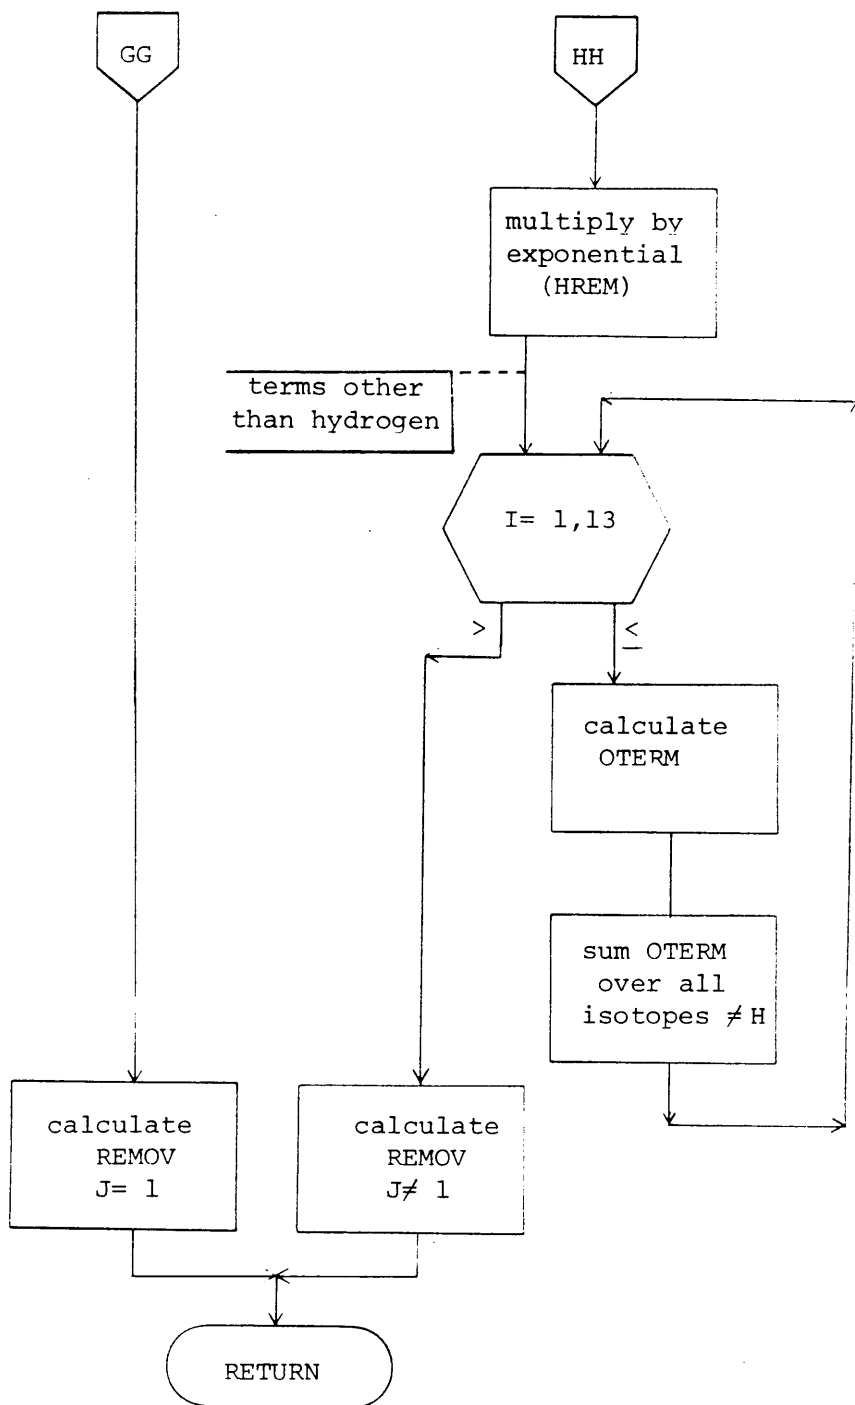 GG
HH
multiply by
exponential
(HREM)
terms other
than hydrogen
I= 1,13
>
≤
calculate
OTERM
sum OTERM
over all
isotopes ≠ H
calculate
REMOV
J= 1
calculate
REMOV
J≠ 1
RETURN